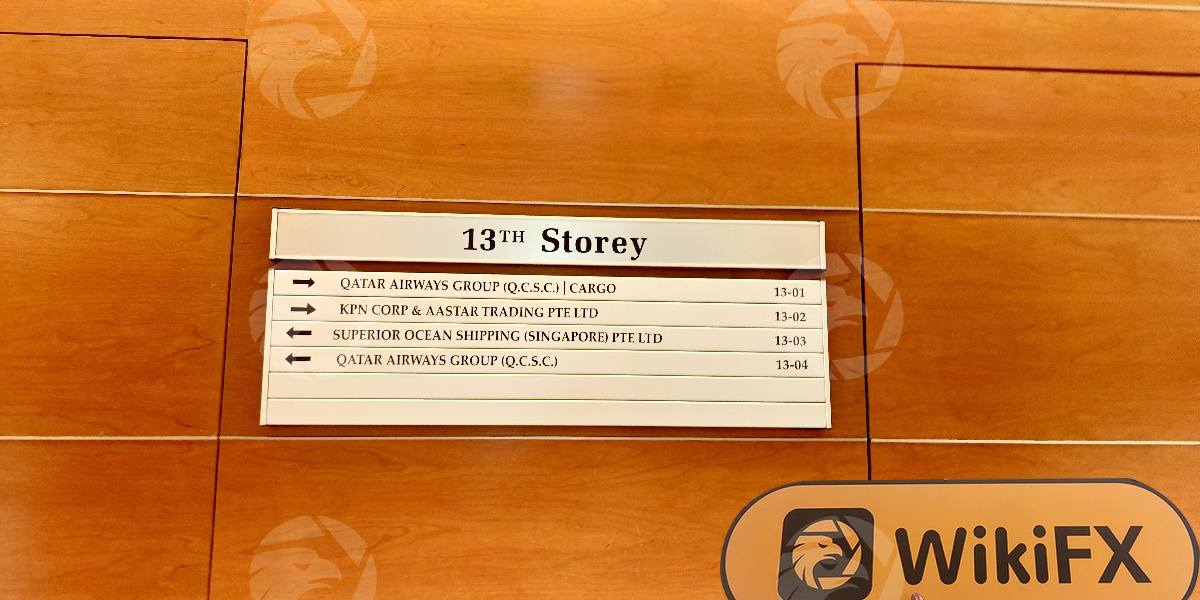 13TH Storey
→ QATAR AIRWAYS GROUP (Q.C.S.C.) | CARGO 13-01
→ KPN CORP & AASTAR TRADING PTE LTD 13-02
← SUPERIOR OCEAN SHIPPING (SINGAPORE) PTE LTD 13-03
← QATAR AIRWAYS GROUP (Q.C.S.C.) 13-04
WikiFX